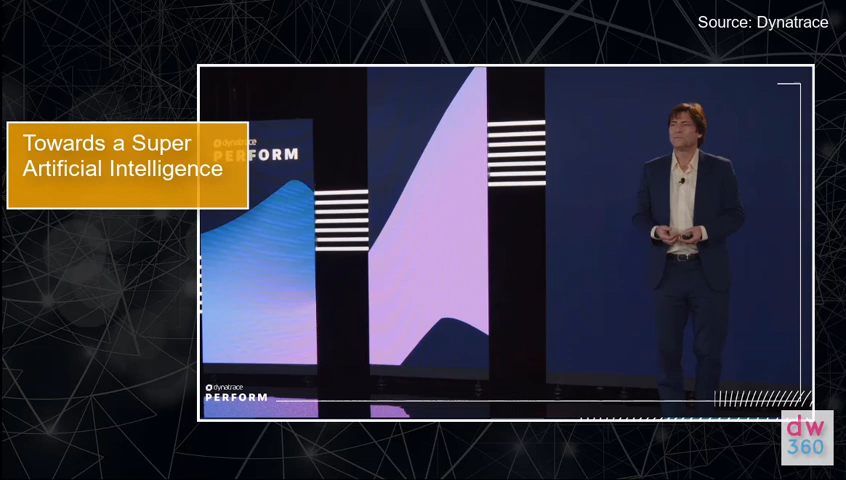 Source: Dynatrace
Towards a Super
Artificial Intelligence
dynatrace
PERFORM
dynatrace
PERFORM
dw
360